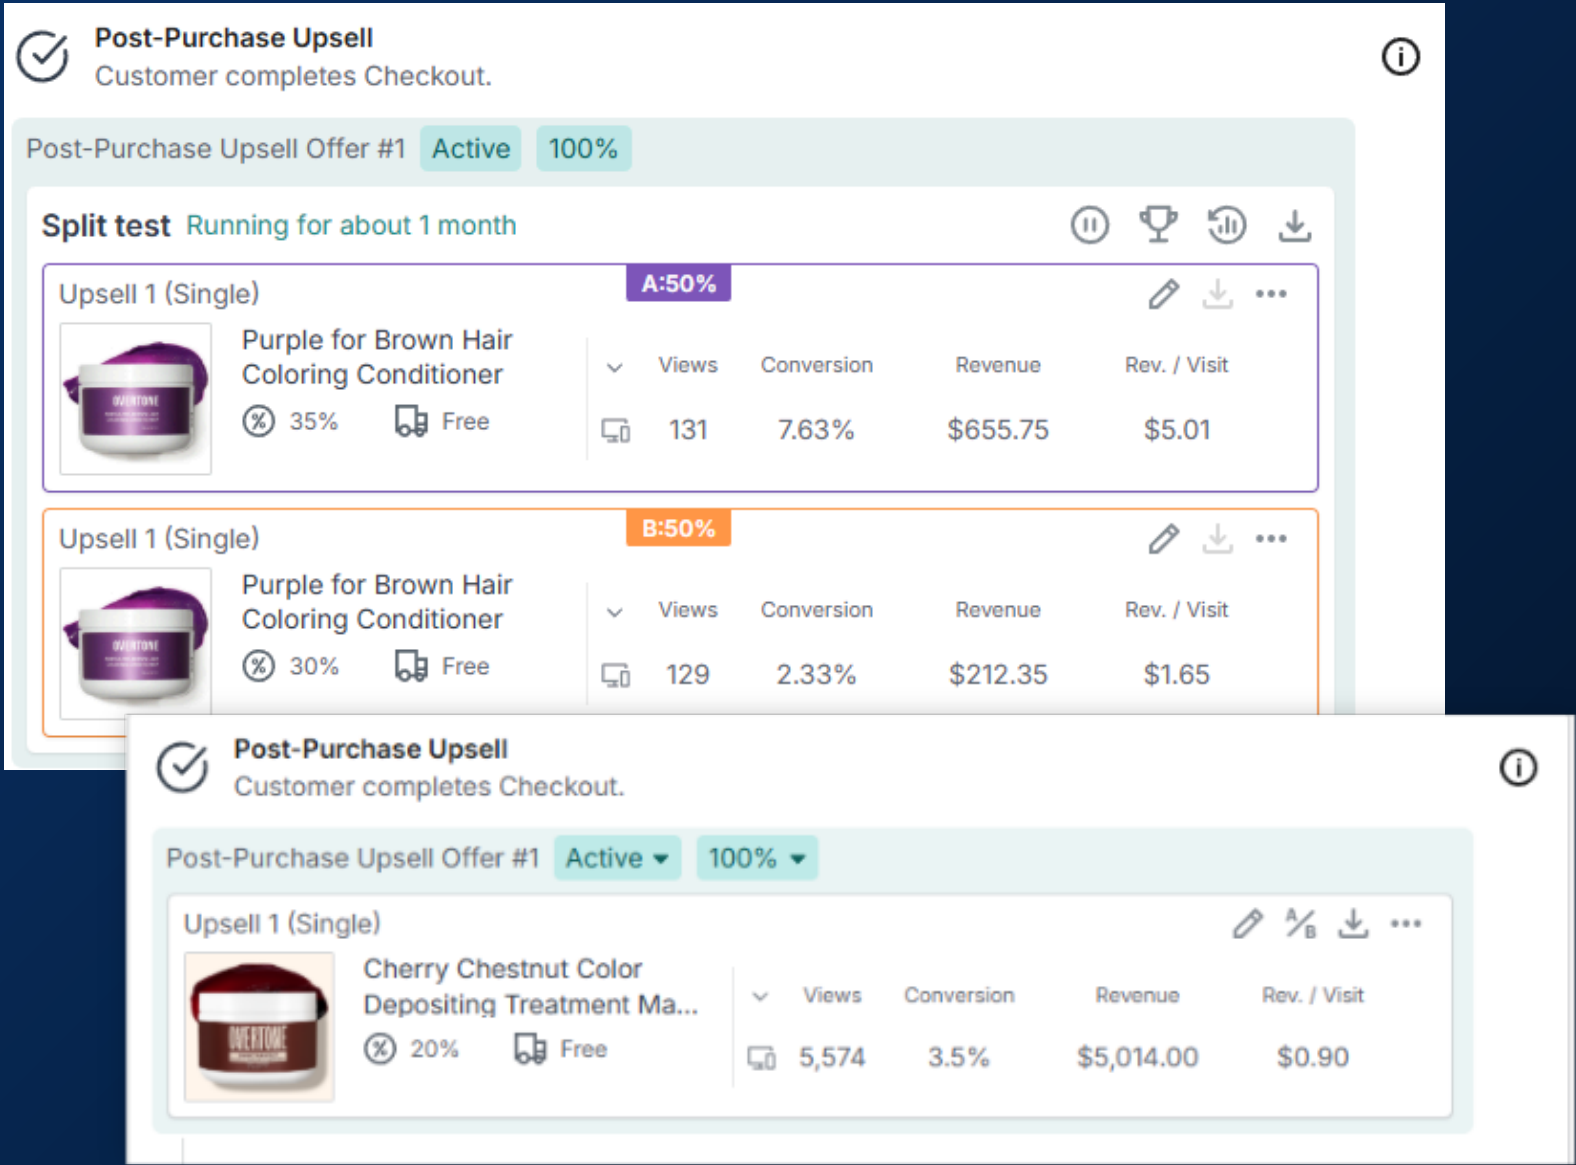 Post-Purchase Upsell
Customer completes Checkout.
Post-Purchase Upsell Offer #1 Active 100%
Split test Running for about 1 month
A:50%
Upsell 1 (Single)
Purple for Brown Hair
Coloring Conditioner
35% Free
Views Conversion Revenue Rev. / Visit
131 7.63% $655.75 $5.01
OVERTONE
B:50%
Upsell 1 (Single)
Purple for Brown Hair
Coloring Conditioner
30% Free
Views Conversion Revenue Rev. / Visit
129 2.33% $212.35 $1.65
OVERTONE
Post-Purchase Upsell
Customer completes Checkout.
Post-Purchase Upsell Offer #1 Active 100%
Upsell 1 (Single)
A/B
Cherry Chestnut Color
Depositing Treatment Ma...
20% Free
Views Conversion Revenue Rev. / Visit
5,574 3.5% $5,014.00 $0.90
OVERTONE